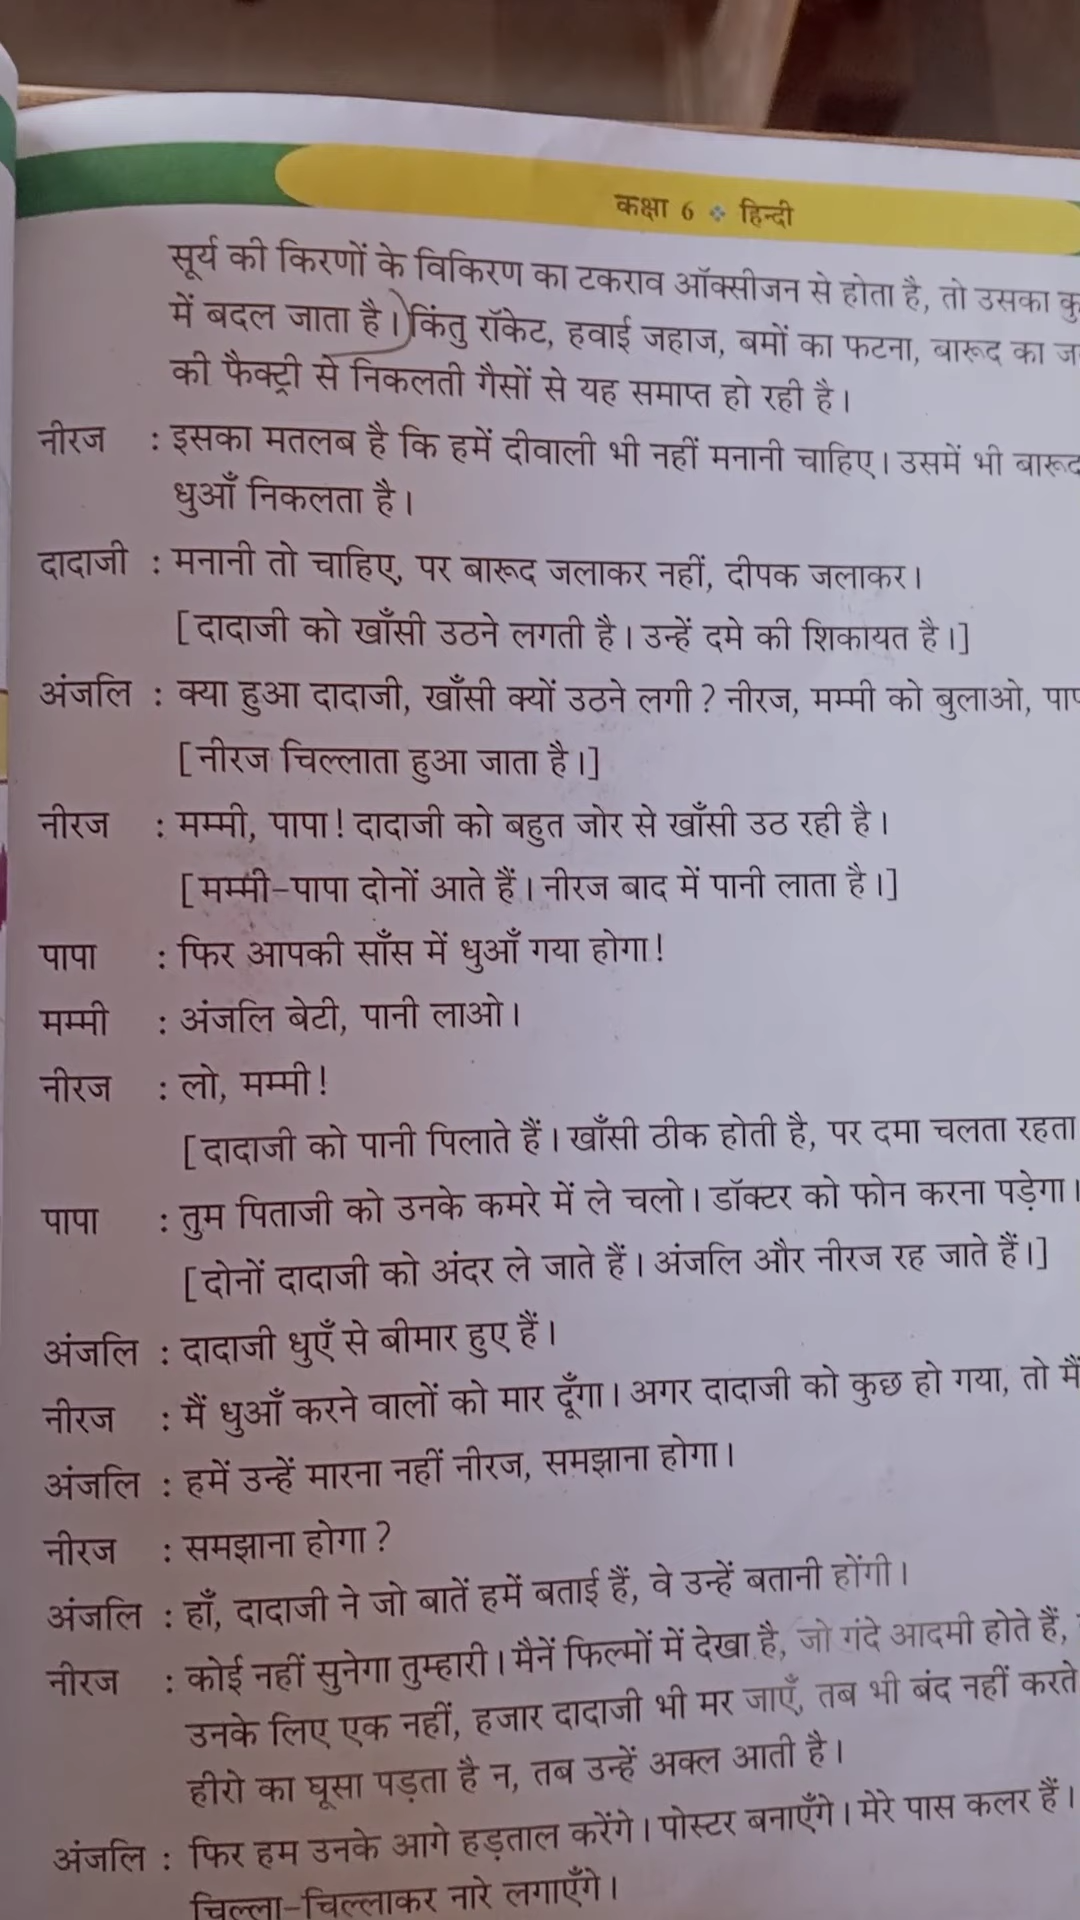 कक्षा 6 ❖ हिन्दी
सूर्य की किरणों के विकिरण का टकराव ऑक्सीजन से होता है, तो उसका
में बदल जाता है। किंतु रॉकेट, हवाई जहाज, बमों का फटना, बारूद का
की फैक्ट्री से निकलती गैसों से यह समाप्त हो रही है।
नीरज : इसका मतलब है कि हमें दीवाली भी नहीं मनानी चाहिए। उसमें भी बारूद
धुआँ निकलता है।
दादाजी : मनानी तो चाहिए, पर बारूद जलाकर नहीं, दीपक जलाकर।
[दादाजी को खाँसी उठने लगती है। उन्हें दमे की शिकायत है।]
अंजलि : क्या हुआ दादाजी, खाँसी क्यों उठने लगी? नीरज, मम्मी को बुलाओ,
[नीरज चिल्लाता हुआ जाता है।]
नीरज : मम्मी, पापा! दादाजी को बहुत जोर से खाँसी उठ रही है।
[मम्मी-पापा दोनों आते हैं। नीरज बाद में पानी लाता है।]
पापा : फिर आपकी साँस में धुआँ गया होगा!
मम्मी : अंजलि बेटी, पानी लाओ।
नीरज : लो, मम्मी!
[दादाजी को पानी पिलाते हैं। खाँसी ठीक होती है, पर दमा चलता रहता
पापा : तुम पिताजी को उनके कमरे में ले चलो। डॉक्टर को फोन करना पड़ेगा।
[दोनों दादाजी को अंदर ले जाते हैं। अंजलि और नीरज रह जाते हैं।]
अंजलि : दादाजी धुएँ से बीमार हुए हैं।
नीरज : मैं धुआँ करने वालों को मार दूँगा। अगर दादाजी को कुछ हो गया, तो मैं
अंजलि : हमें उन्हें मारना नहीं नीरज, समझाना होगा।
नीरज : समझाना होगा?
अंजलि : हाँ, दादाजी ने जो बातें हमें बताई हैं, वे उन्हें बतानी होंगी।
नीरज : कोई नहीं सुनेगा तुम्हारी। मैनें फिल्मों में देखा है, जो गंदे आदमी होते हैं,
उनके लिए एक नहीं, हजार दादाजी भी मर जाएँ, तब भी बंद नहीं करते
हीरो का घूसा पड़ता है न, तब उन्हें अक्ल आती है।
अंजलि : फिर हम उनके आगे हड़ताल करेंगे। पोस्टर बनाएँगे। मेरे पास कलर हैं।
चिल्ला-चिल्लाकर नारे लगाएँगे।